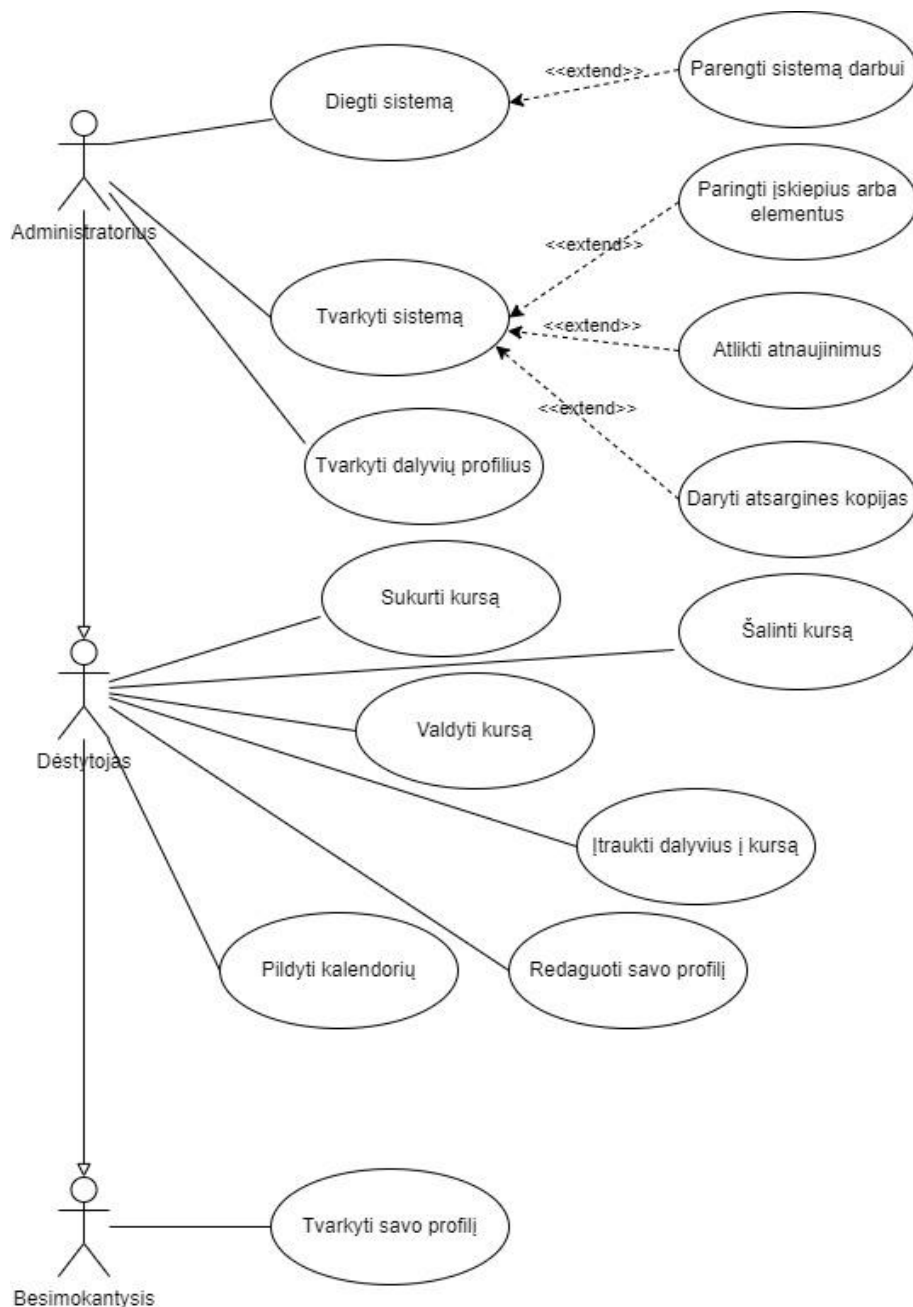 Diegti sistemą
<<extend>>
Parengti sistemą darbui
Administratorius
Paringti įskiepius arba
elementus
<<extend>>
Tvarkyti sistemą
<<extend>>
Atlikti atnaujinimus
<<extend>>
Tvarkyti dalyvių profilius
Daryti atsargines kopijas
Sukurti kursą
Šalinti kursą
Dėstytojas
Valdyti kursą
Įtraukti dalyvius į kursą
Pildyti kalendorių
Redaguoti savo profilį
Tvarkyti savo profilį
Besimokantysis